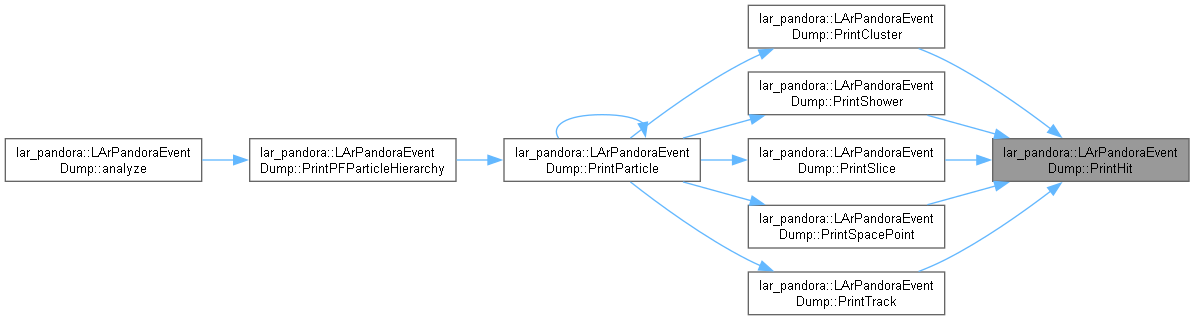 lar_pandora::LArPandoraEvent
Dump::analyze
lar_pandora::LArPandoraEvent
Dump::PrintPFParticleHierarchy
lar_pandora::LArPandoraEvent
Dump::PrintParticle
lar_pandora::LArPandoraEvent
Dump::PrintCluster
lar_pandora::LArPandoraEvent
Dump::PrintShower
lar_pandora::LArPandoraEvent
Dump::PrintSlice
lar_pandora::LArPandoraEvent
Dump::PrintSpacePoint
lar_pandora::LArPandoraEvent
Dump::PrintTrack
lar_pandora::LArPandoraEvent
Dump::PrintHit